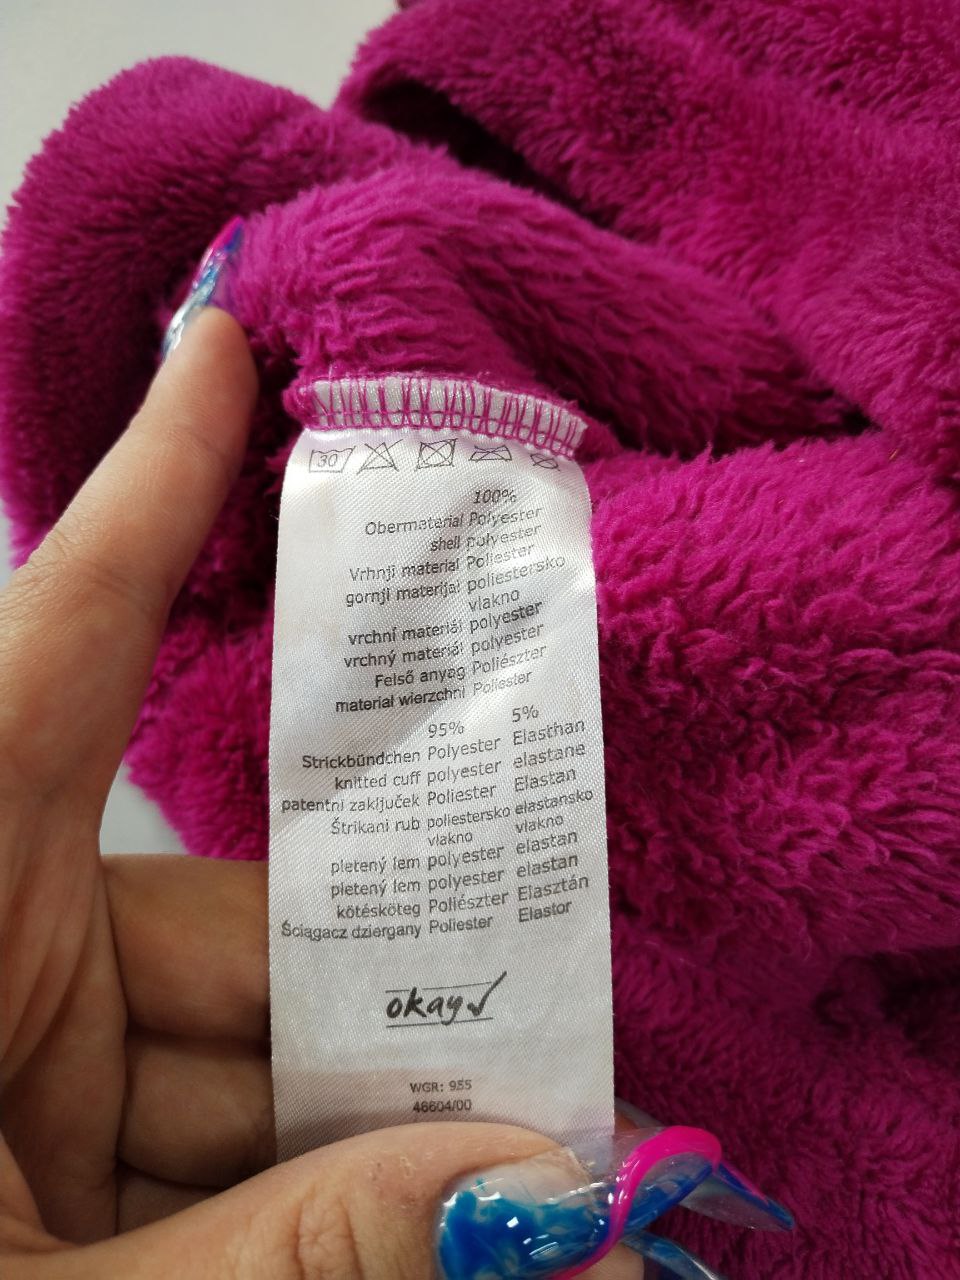 30
100%
Obermaterial Polyester
shell polyester
Vrhnji material Poliester
gornji materijal poliestersko
vlakno
vrchní materiál polyester
vrchný materiál polyester
Felső anyag Poliészter
materiał wierzchni Poliester
95% 5%
Strickbündchen Polyester Elasthan
knitted cuff polyester elastane
patentni zaključek Poliester Elastan
Štrikani rub poliestersko elastansko
vlakno vlakno
pletený lem polyester elastan
pletený lem polyester elastan
kötésköteg Poliészter Elasztán
Ściągacz dziergany Poliester Elastor
okay
WGR: 955
46604/00